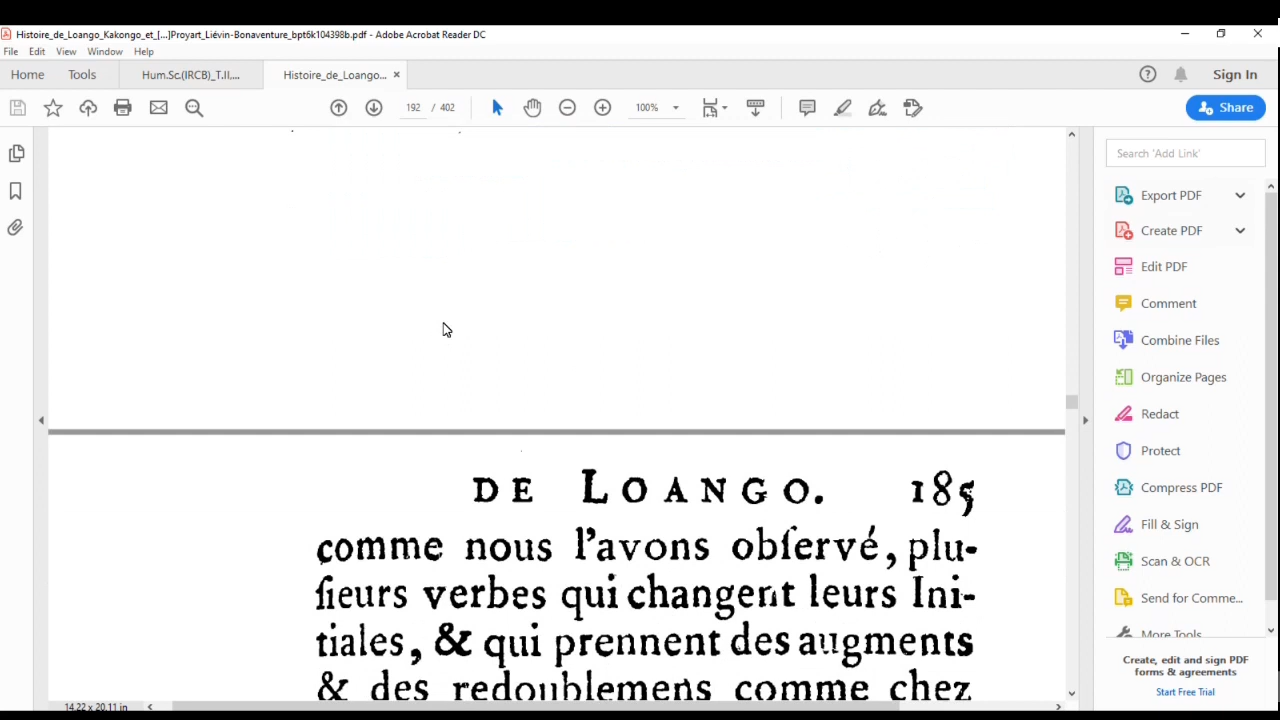 Histoire_de_Loango_Kakongo_et_[...]Proyart_Liévin-Bonaventure_bpt6k104398b.pdf - Adobe Acrobat Reader DC
File Edit View Window Help
Home Tools Hum.Sc.(IRCB)_T.II,... Histoire_de_Loango... × Sign In
192 / 402 100% Share
Search 'Add Link'
Export PDF
Create PDF
Edit PDF
Comment
Combine Files
Organize Pages
Redact
Protect
Compress PDF
Fill & Sign
Scan & OCR
Send for Comme...
More Tools
Create, edit and sign PDF
forms & agreements
Start Free Trial
DE LOANGO. 185
comme nous l'avons obſervé, plu-
ſieurs verbes qui changent leurs Ini-
tiales, & qui prennent des augments
& des redoublemens comme chez
14.22 x 20.11 in